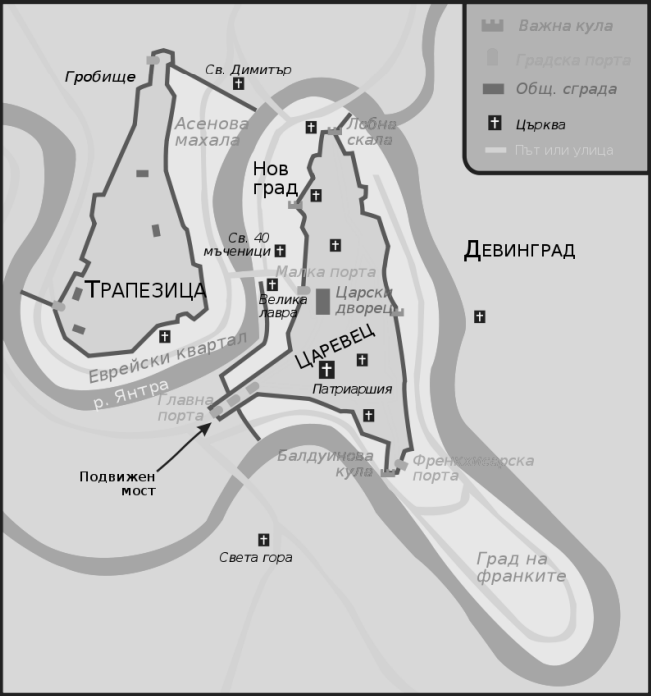 Важна кула
Градска порта
Общ. сграда
Църква
Път или улица
Гробище
Св. Димитър
Асенова
махала
Лобна
скала
Нов
град
Св. 40
мъченици
Малка порта
Велика
лавра
Царски
дворец
ДЕВИНГРАД
ТРАПЕЗИЦА
ЦАРЕВЕЦ
Патриаршия
Еврейски квартал
р. Янтра
Главна
порта
Подвижен
мост
Балдуинова
кула
Френкхисарска
порта
Света гора
Град на
франките